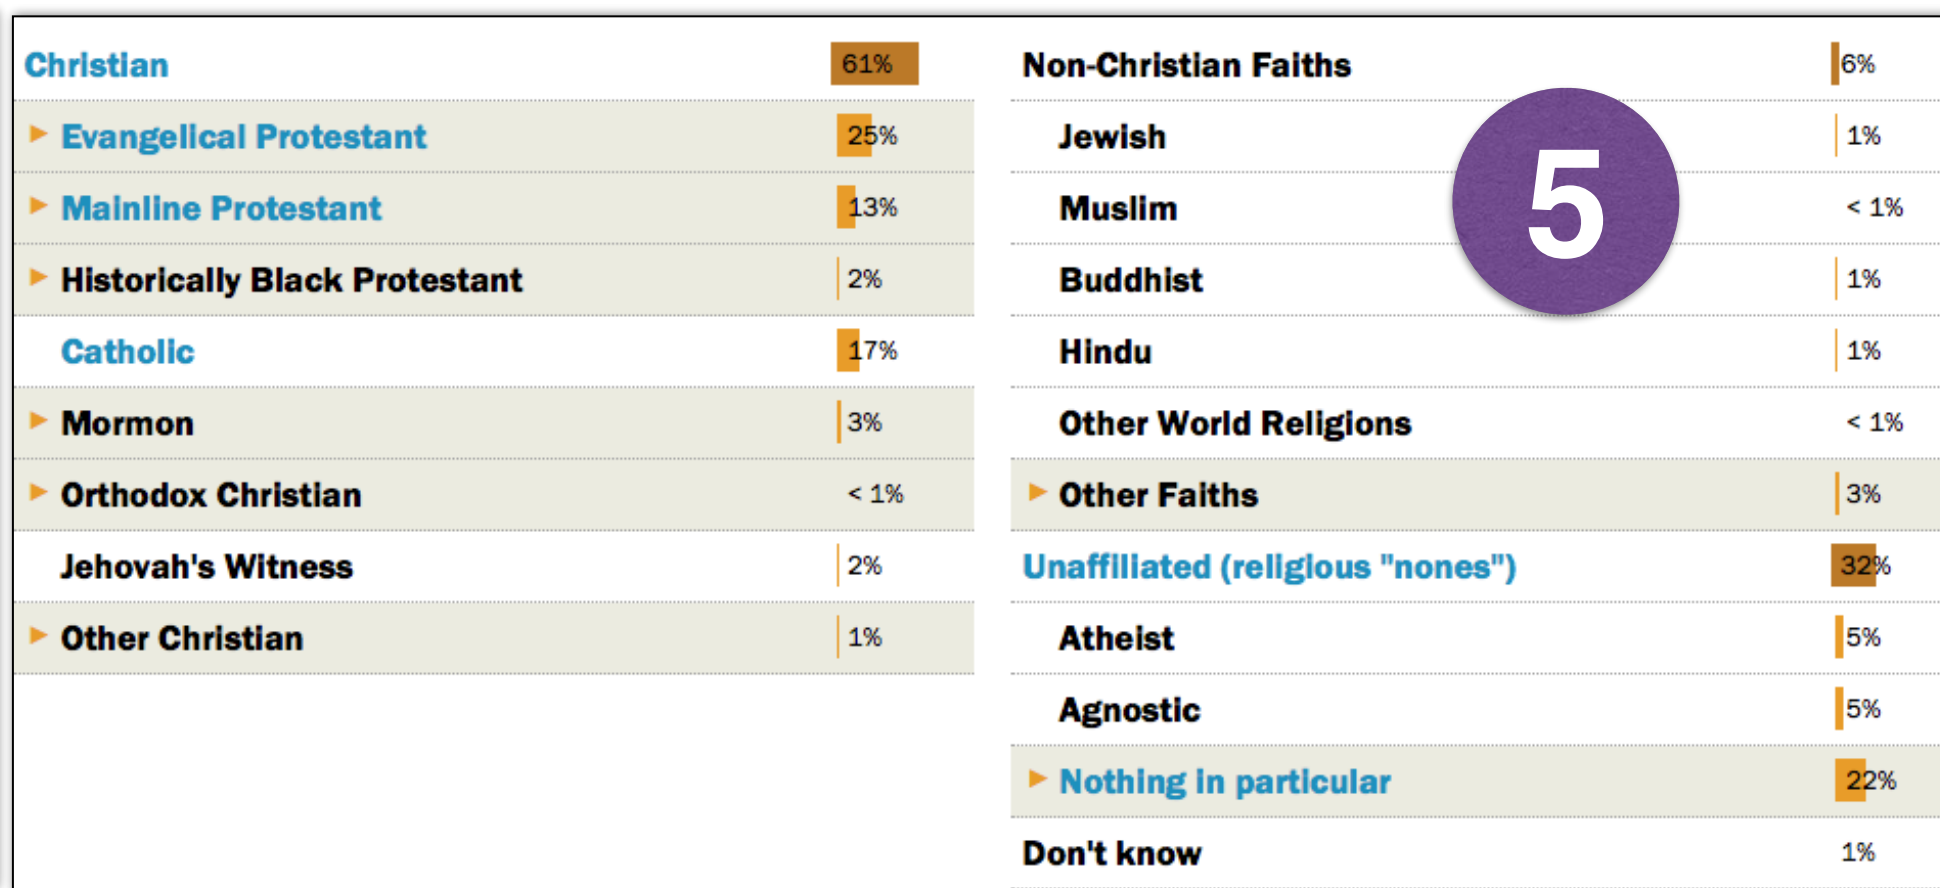 Christian 61%
Evangelical Protestant 25%
Mainline Protestant 13%
Historically Black Protestant 2%
Catholic 17%
Mormon 3%
Orthodox Christian < 1%
Jehovah's Witness 2%
Other Christian 1%
Non-Christian Faiths 6%
Jewish 1%
Muslim < 1%
Buddhist 1%
Hindu 1%
Other World Religions < 1%
Other Faiths 3%
Unaffiliated (religious "nones") 32%
Atheist 5%
Agnostic 5%
Nothing in particular 22%
Don't know 1%
5